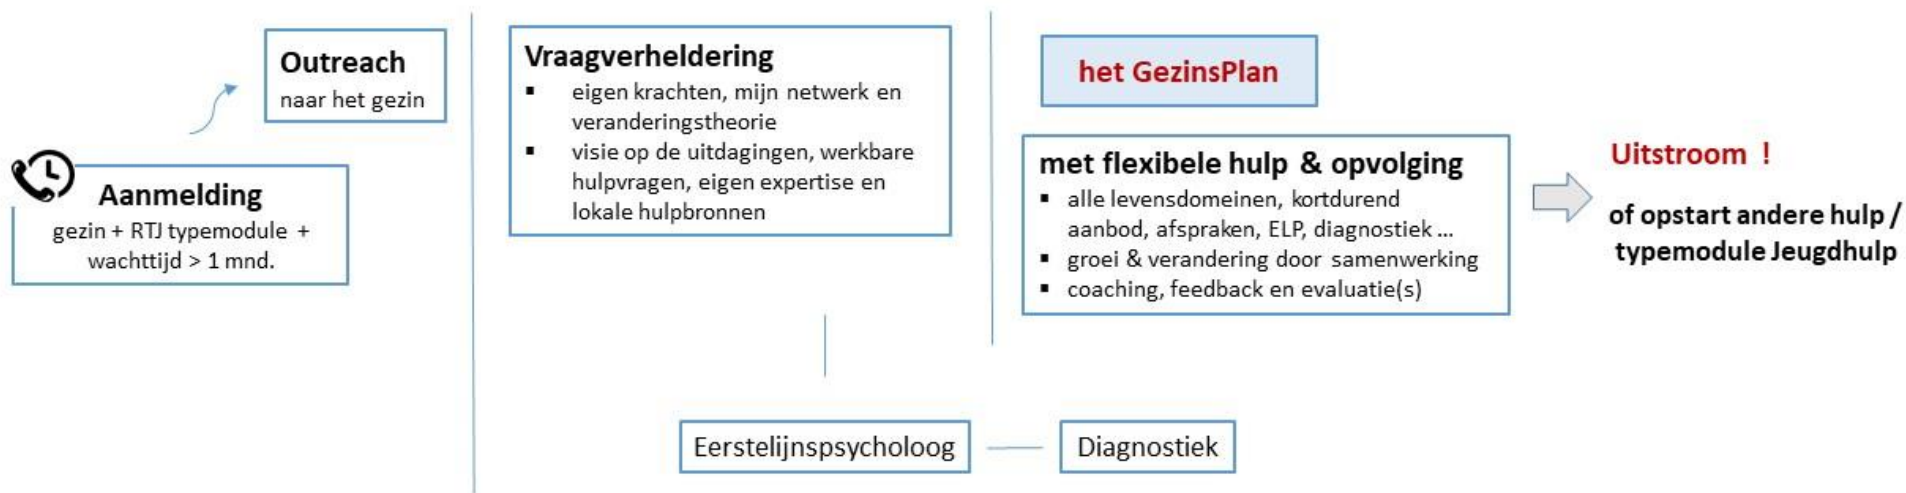 Outreach
naar het gezin
Aanmelding
gezin + RTJ typemodule +
wachttijd > 1 mnd.
Vraagverheldering
▪ eigen krachten, mijn netwerk en
veranderingstheorie
▪ visie op de uitdagingen, werkbare
hulpvragen, eigen expertise en
lokale hulpbronnen
het GezinsPlan
met flexibele hulp & opvolging
▪ alle levensdomeinen, kortdurend
aanbod, afspraken, ELP, diagnostiek ...
▪ groei & verandering door samenwerking
▪ coaching, feedback en evaluatie(s)
Uitstroom !
of opstart andere hulp /
typemodule Jeugdhulp
Eerstelijnspsycholoog
Diagnostiek